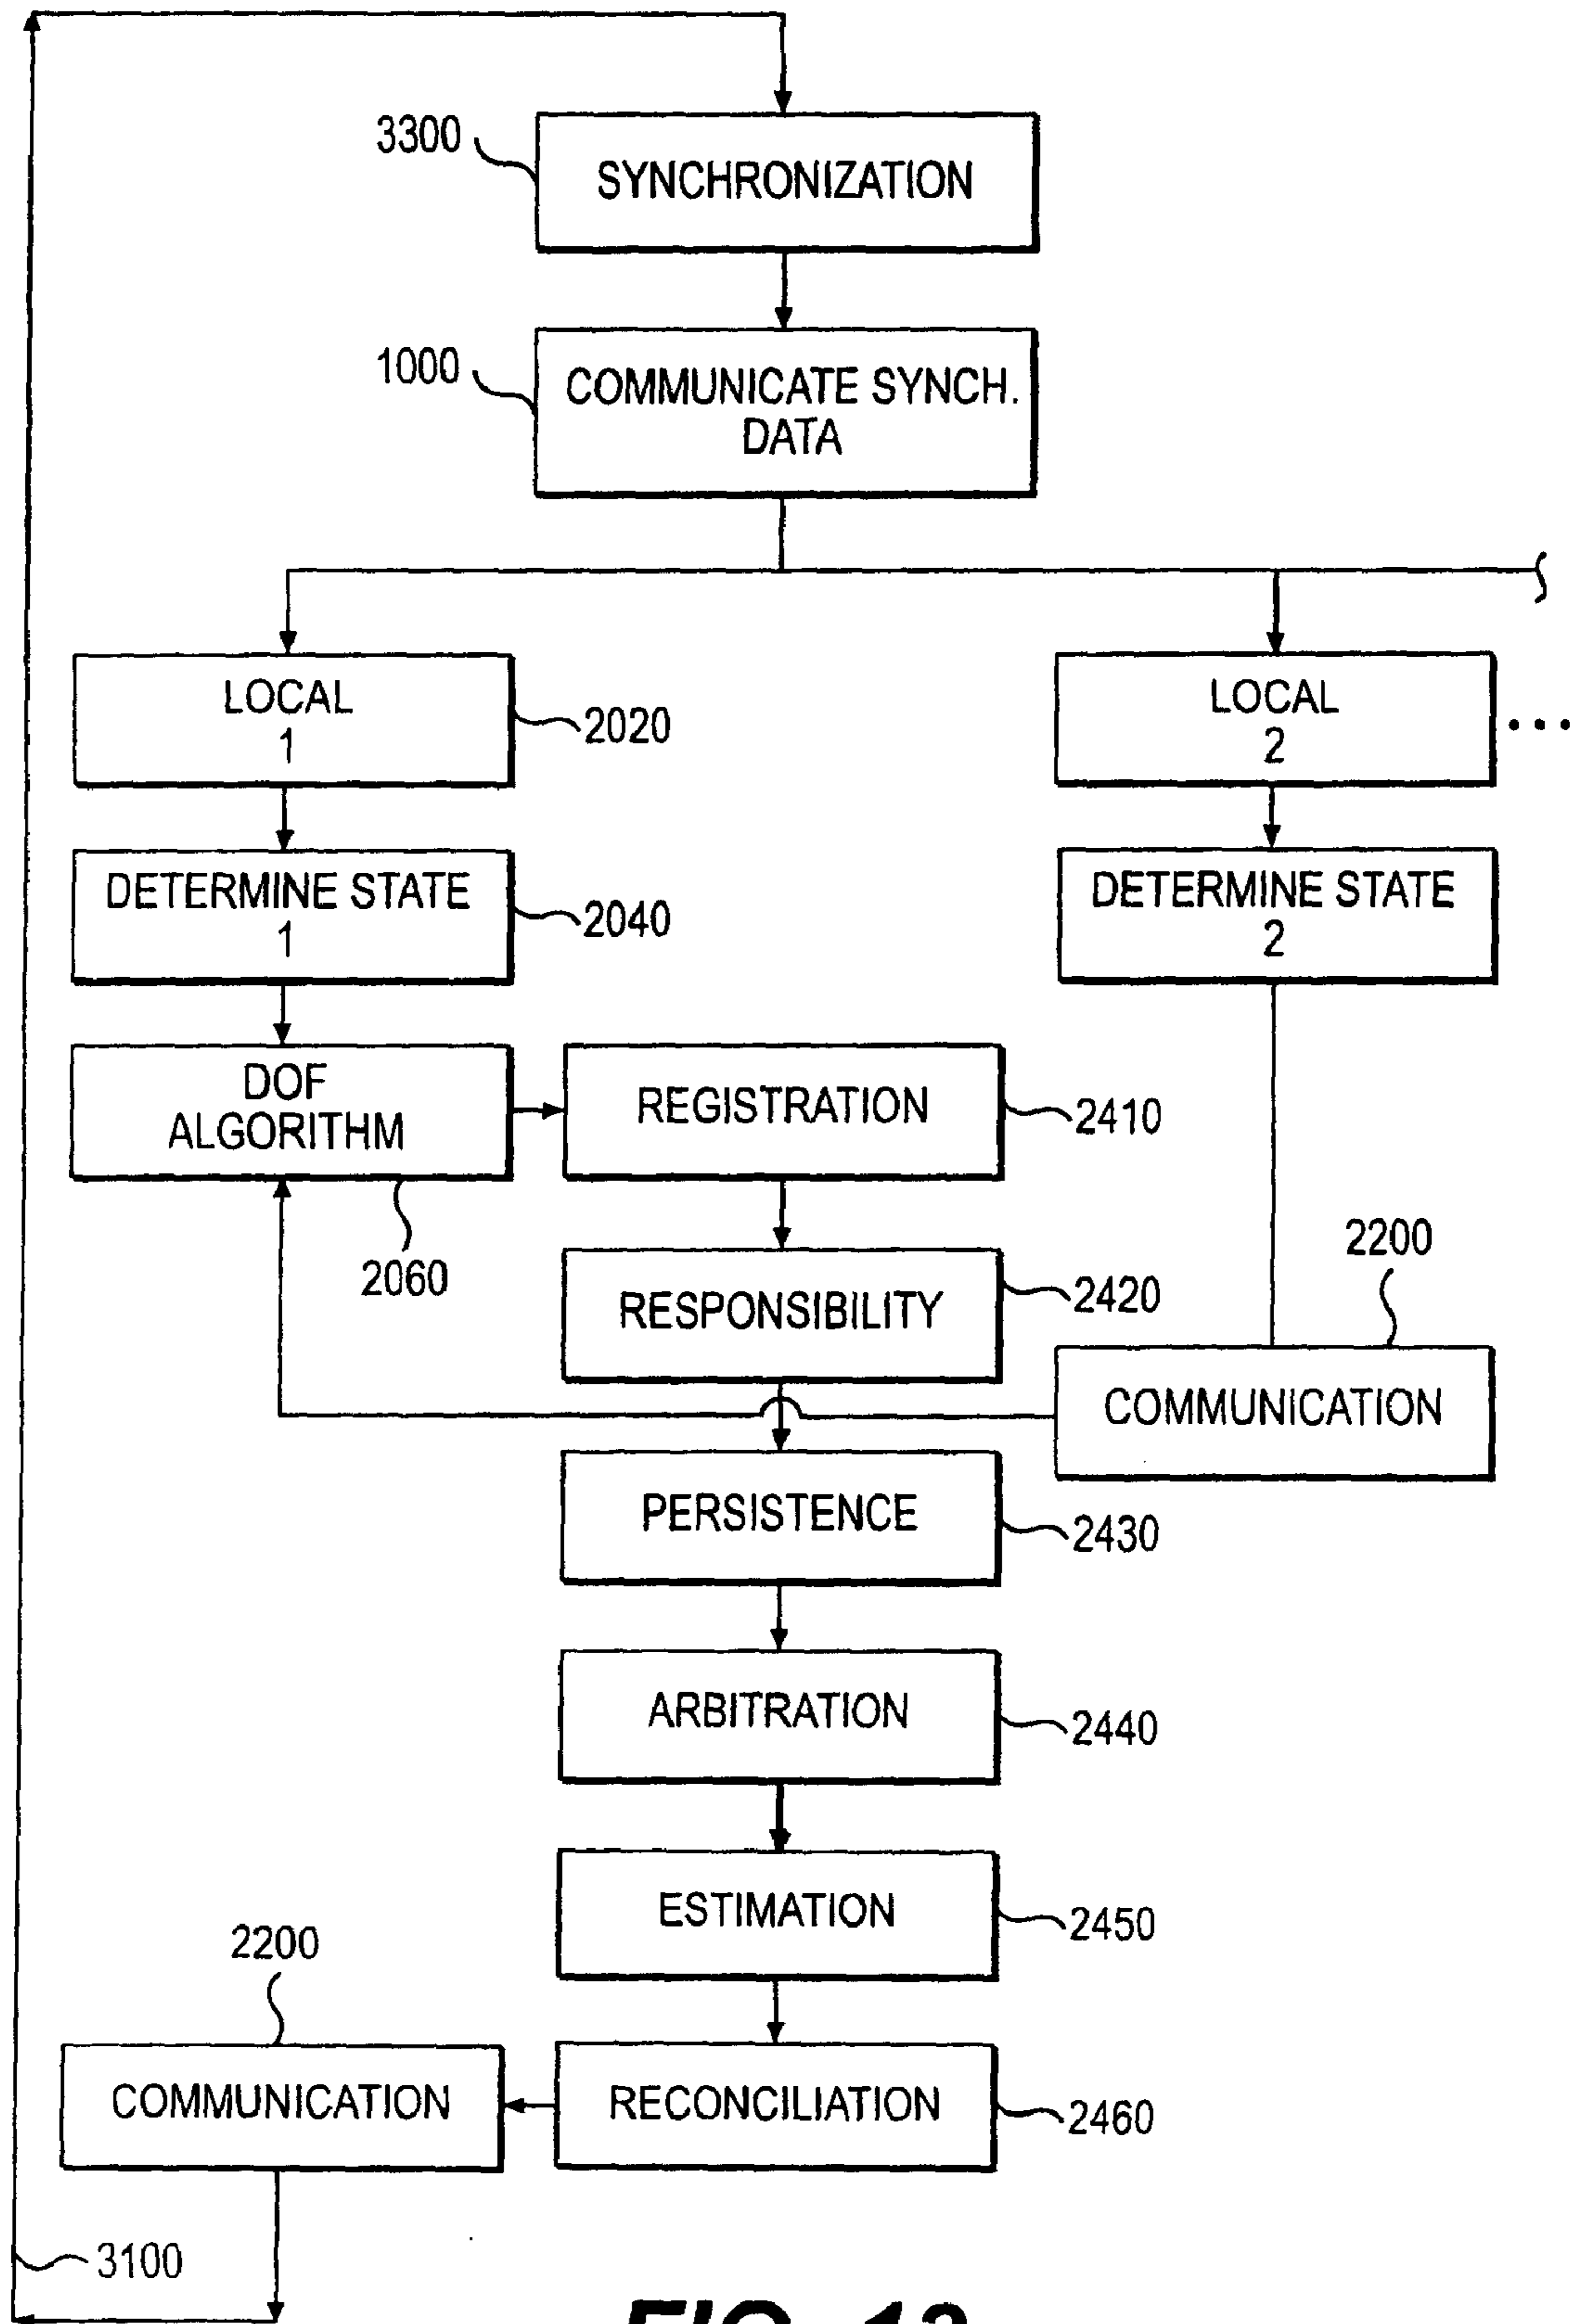 3300
SYNCHRONIZATION
1000
COMMUNICATE SYNCH.
DATA
LOCAL
1
2020
LOCAL
2
...
DETERMINE STATE
1
2040
DETERMINE STATE
2
DOF
ALGORITHM
2060
REGISTRATION
2410
RESPONSIBILITY
2420
2200
COMMUNICATION
PERSISTENCE
2430
ARBITRATION
2440
ESTIMATION
2450
2200
COMMUNICATION
RECONCILIATION
2460
3100